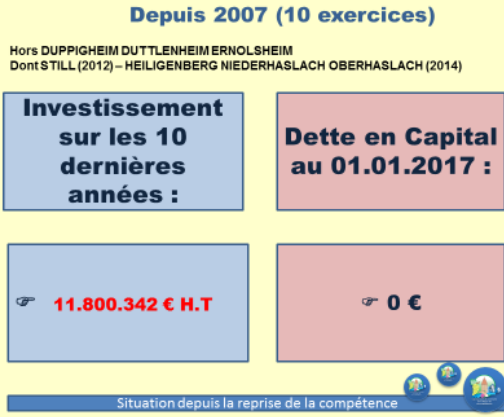 Depuis 2007 (10 exercices)
Hors DUPPIGHEIM DUTTLENHEIM ERNOLSHEIM
Dont STILL (2012) – HEILIGENBERG NIEDERHASLACH OBERHASLACH (2014)
Investissement
sur les 10
dernières
années :
Dette en Capital
au 01.01.2017 :
☞ 11.800.342 € H.T
☞ 0 €
Situation depuis la reprise de la compétence